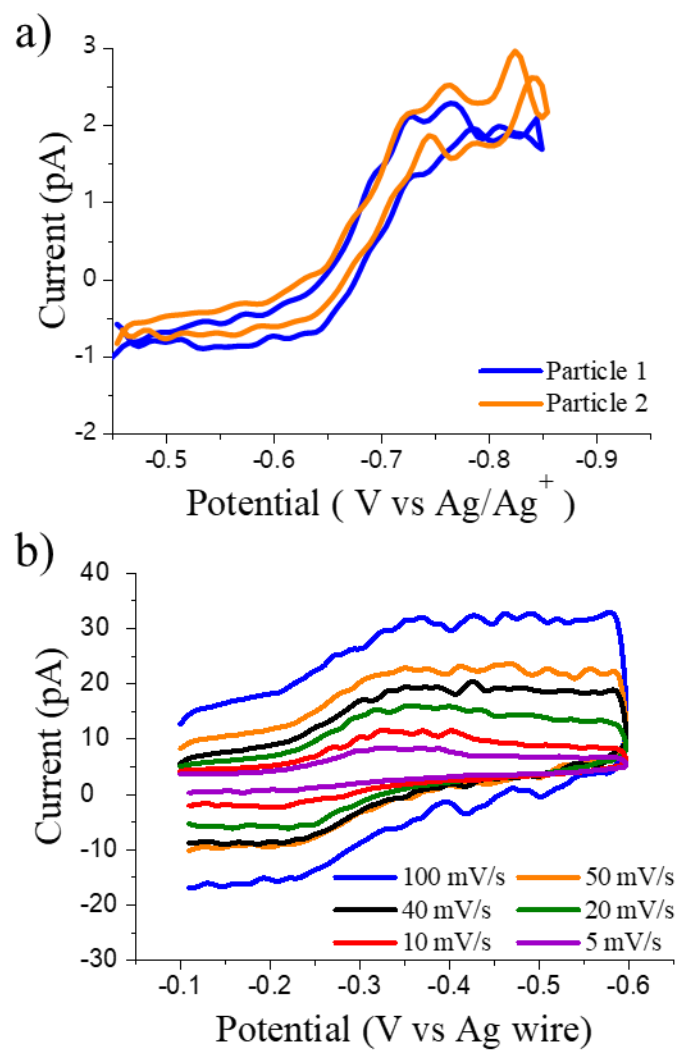 a)
3
2
1
0
-1
-2
Current (pA)
Particle 1
Particle 2
-0.5 -0.6 -0.7 -0.8 -0.9
Potential ( V vs Ag/Ag+ )
b)
40
30
20
10
0
-10
-20
-30
Current (pA)
100 mV/s 50 mV/s
40 mV/s 20 mV/s
10 mV/s 5 mV/s
-0.1 -0.2 -0.3 -0.4 -0.5 -0.6
Potential (V vs Ag wire)